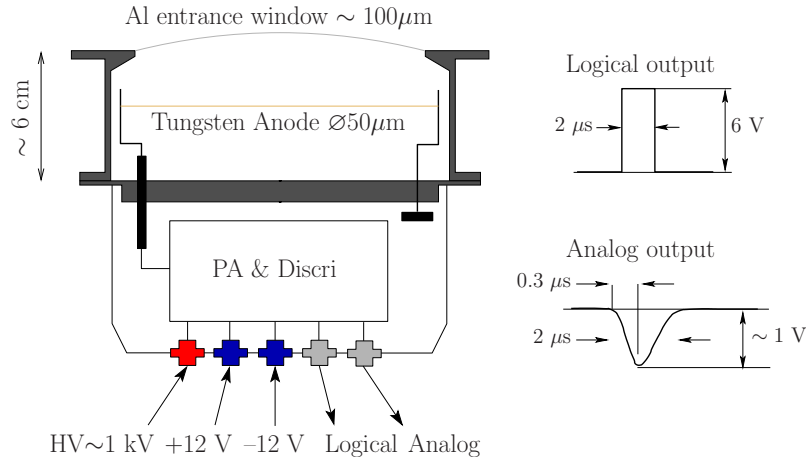 Al entrance window ~ 100μm
~ 6 cm
Tungsten Anode ∅50μm
PA & Discri
HV~1 kV +12 V –12 V Logical Analog
Logical output
2 μs
6 V
Analog output
0.3 μs
2 μs
~ 1 V